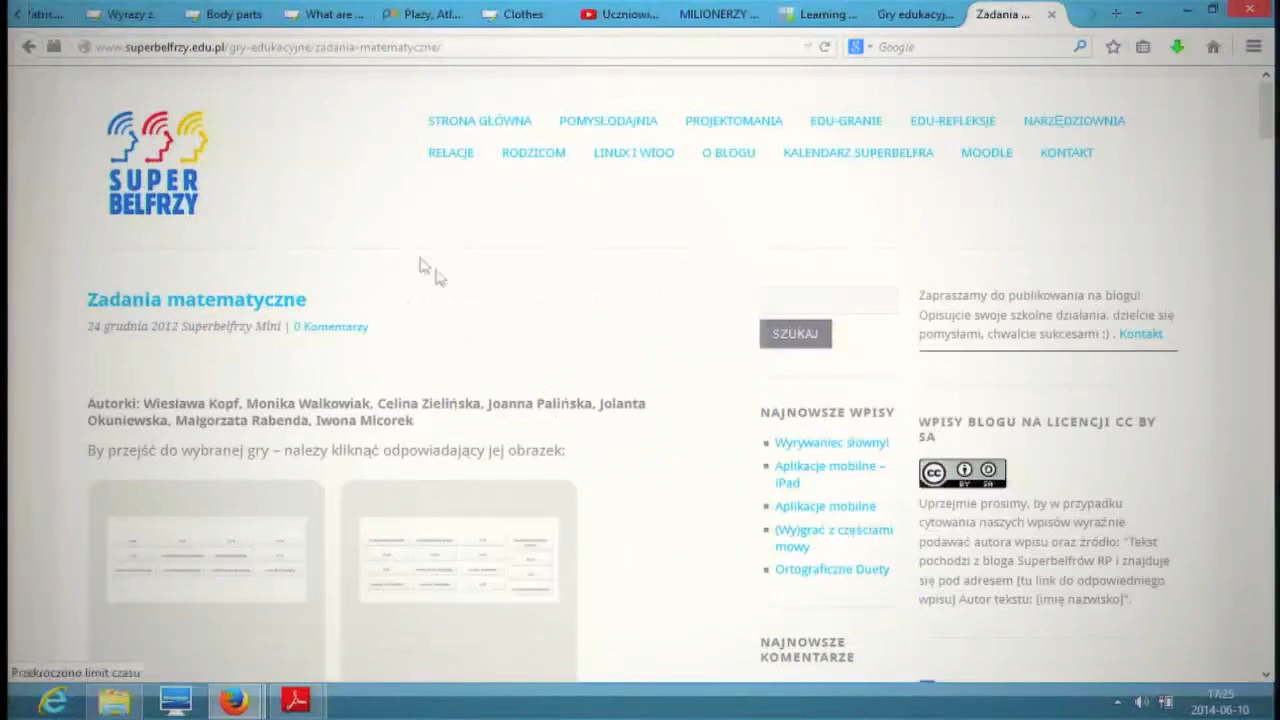 Wyrazy z
Body parts
What are ...
Plazy, Atl...
Clothes
Uczniowi...
MILIONERZY ...
Learning ...
Gry edukacyj...
Zadania ...
www.superbelfrzy.edu.pl/gry-edukacyjne/zadania-matematyczne/
Google
SUPER
BELFRZY
STRONA GŁÓWNA POMYSŁODAJNIA PROJEKTOMANIA EDU-GRANIE EDU-REFLEKSJE NARZĘDZIOWNIA
RELACJE RODZICOM LINUX I WIOO O BLOGU KALENDARZ SUPERBELFRA MOODLE KONTAKT
Zadania matematyczne
24 grudnia 2012 Superbelfrzy Mini | 0 Komentarzy
Autorki: Wiesława Kopf, Monika Walkowiak, Celina Zielińska, Joanna Palińska, Jolanta
Okuniewska, Małgorzata Rabenda, Iwona Micorek
By przejść do wybranej gry – należy kliknąć odpowiadający jej obrazek:
SZUKAJ
NAJNOWSZE WPISY
Wyrywaniec słowny!
Aplikacje mobilne –
iPad
Aplikacje mobilne
(Wy)grać z częściami
mowy
Ortograficzne Duety
NAJNOWSZE
KOMENTARZE
Zapraszamy do publikowania na blogu!
Opisujcie swoje szkolne działania, dzielcie się
pomysłami, chwalcie sukcesami :) . Kontakt
WPISY BLOGU NA LICENCJI CC BY
SA
cc
BY SA
Uprzejmie prosimy, by w przypadku
cytowania naszych wpisów wyraźnie
podawać autora wpisu oraz źródło: "Tekst
pochodzi z bloga Superbelfrów RP i znajduje
się pod adresem [tu link do odpowiedniego
wpisu] Autor tekstu: [imię nazwisko]".
Przekroczono limit czasu
17:25
2014-06-10